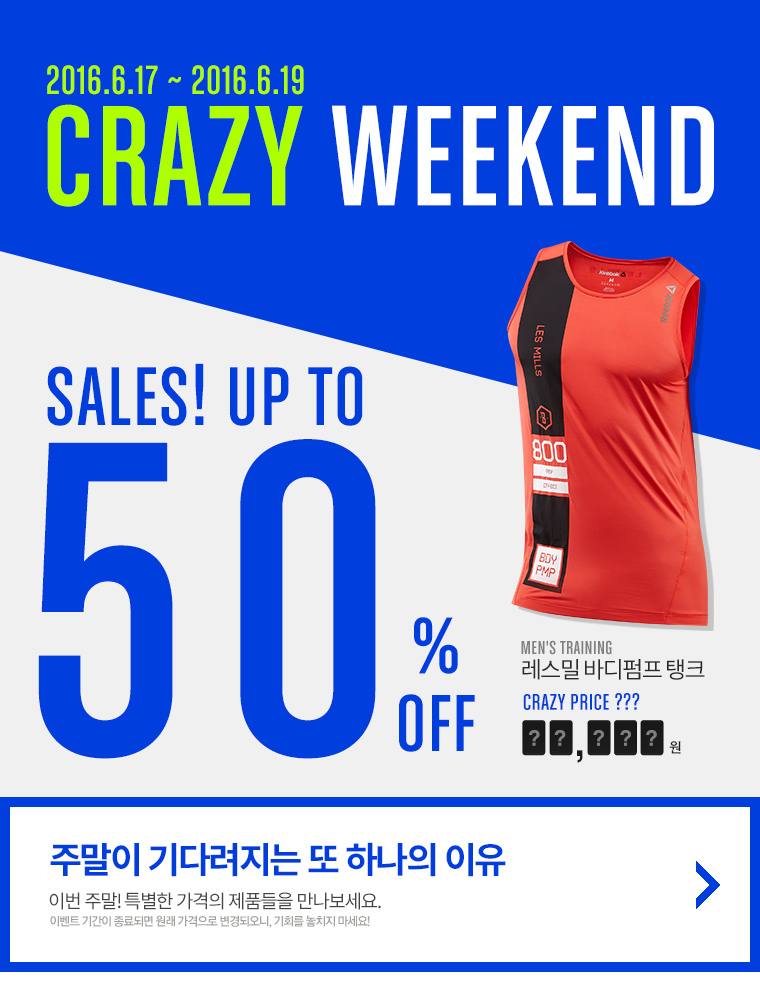 2016.6.17 ~ 2016.6.19
CRAZY WEEKEND
Reebok
M
Reebok
LES MILLS
800
BDY
PMP
SALES! UP TO
50
%
OFF
MEN'S TRAINING
레스밀 바디펌프 탱크
CRAZY PRICE ???
??,???원
주말이 기다려지는 또 하나의 이유
이번 주말! 특별한 가격의 제품들을 만나보세요.
이벤트 기간이 종료되면 원래 가격으로 변경되오니, 기회를 놓치지 마세요!